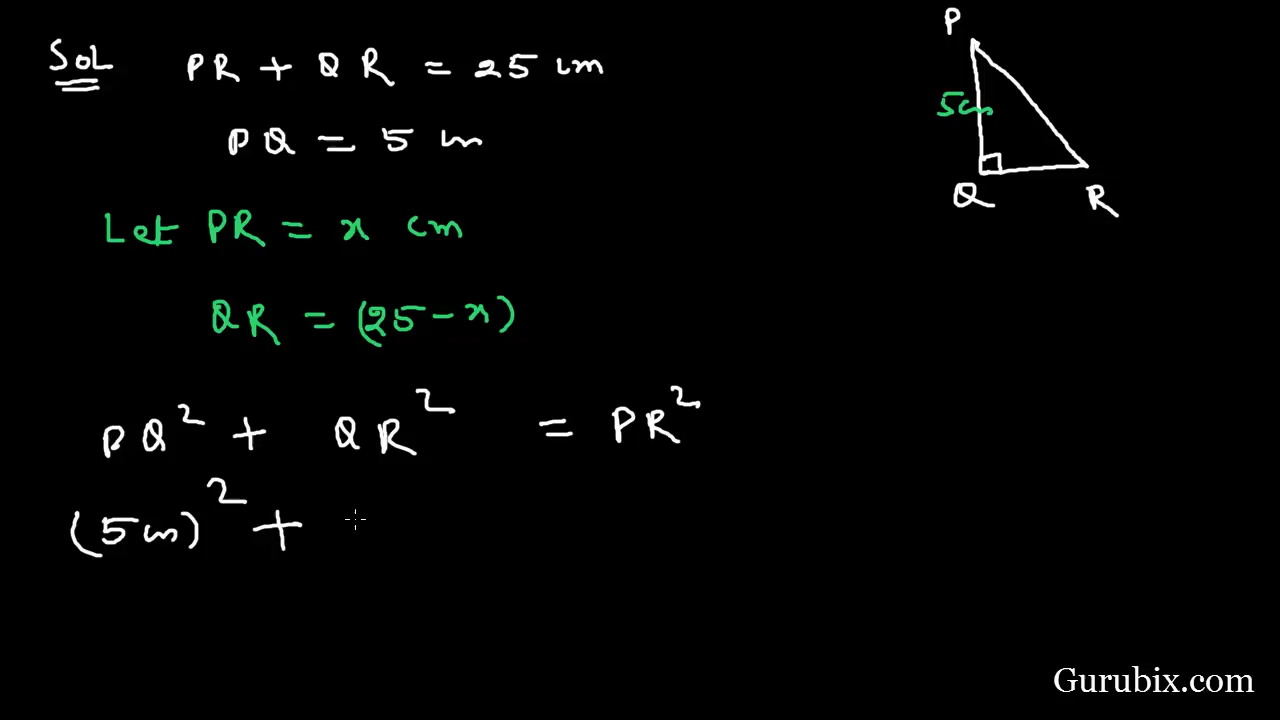 Sol PR + QR = 25 cm
PQ = 5 cm
Let PR = x cm
QR = (25 - x)
PQ² + QR² = PR²
(5cm)² +
P
5cm
Q R
Gurubix.com